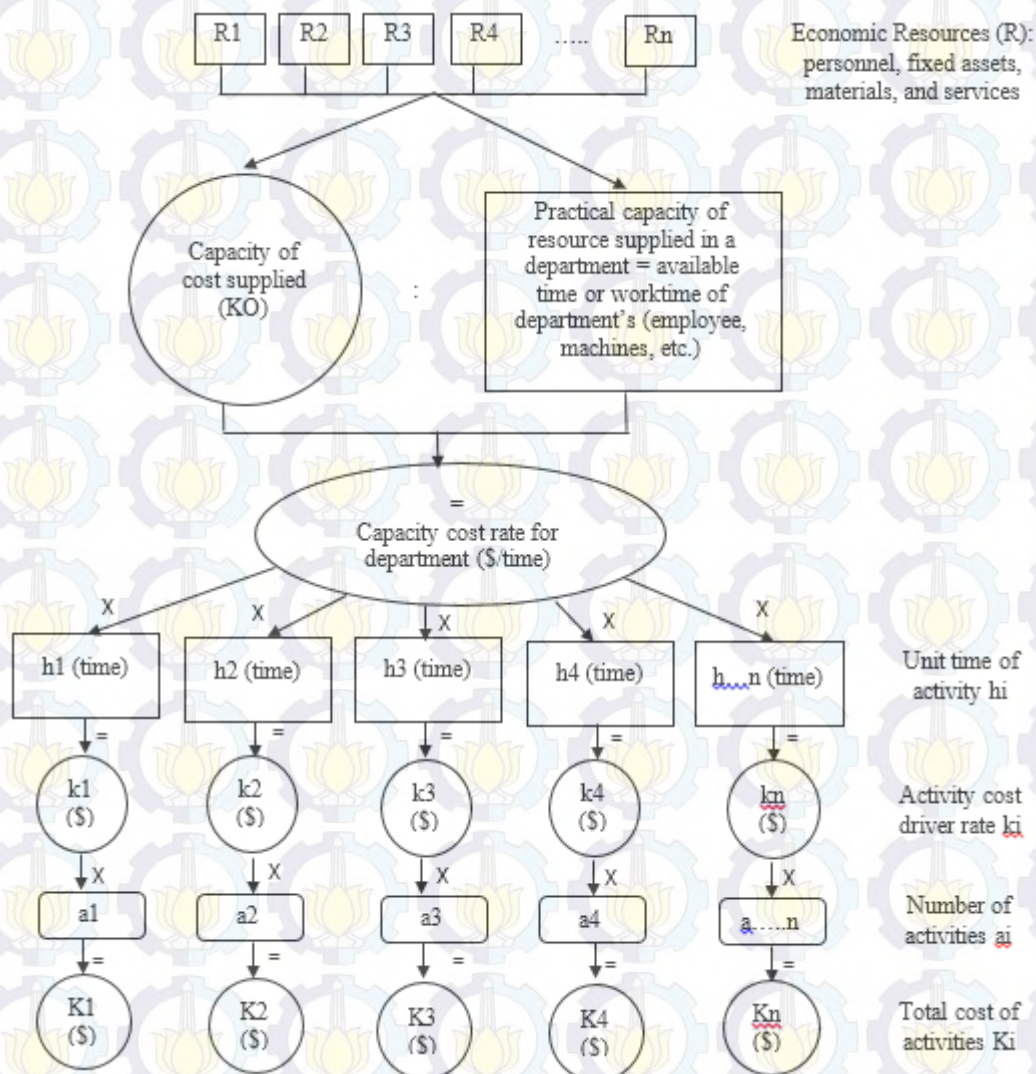 R1 R2 R3 R4 ..... Rn
Economic Resources (R):
personnel, fixed assets,
materials, and services
Capacity of
cost supplied
(KO)
:
Practical capacity of
resource supplied in a
department = available
time or worktime of
department's (employee,
machines, etc.)
=
Capacity cost rate for
department ($/time)
X X X X X
h1 (time) h2 (time) h3 (time) h4 (time) h....n (time)
Unit time of
activity hi
= = = = =
k1 k2 k3 k4 kn
($) ($) ($) ($) ($)
Activity cost
driver rate ki
X X X X X
a1 a2 a3 a4 a.....n
Number of
activities ai
= = = = =
K1 K2 K3 K4 Kn
($) ($) ($) ($) ($)
Total cost of
activities Ki